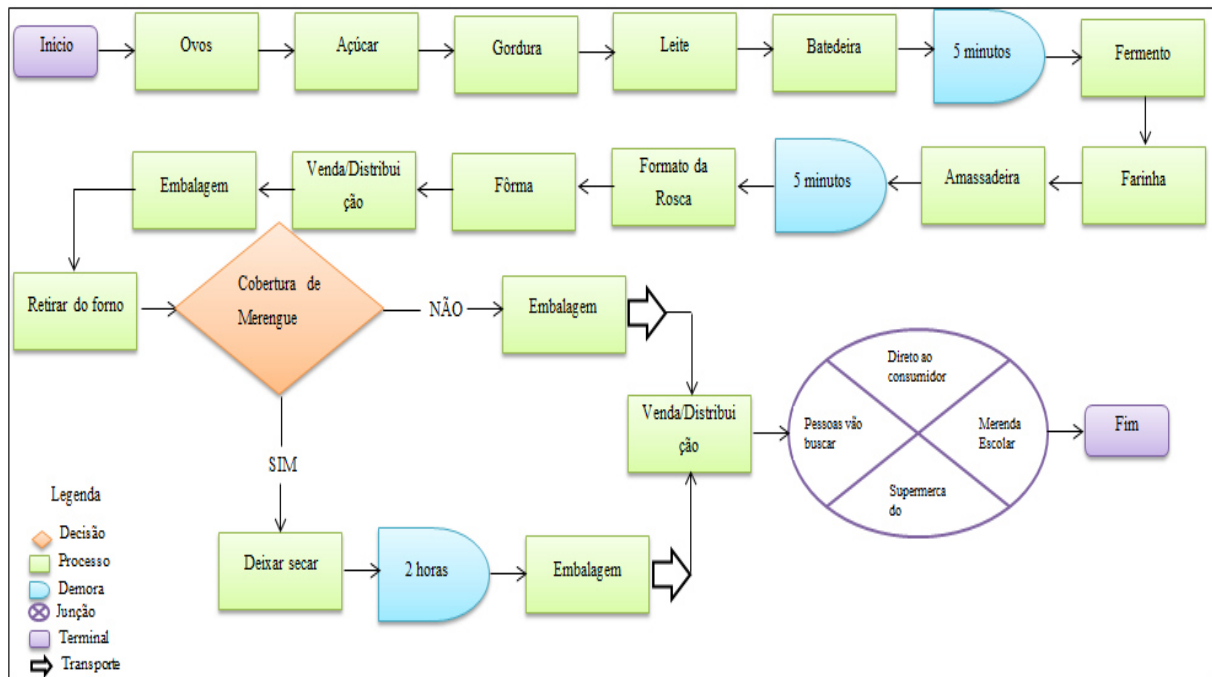 Início
Ovos
Açúcar
Gordura
Leite
Batedeira
5 minutos
Fermento
Farinha
Amassadeira
5 minutos
Formato da
Rosca
Fôrma
Venda/Distribui
ção
Embalagem
Retirar do forno
Cobertura de
Merengue
NÃO
Embalagem
SIM
Deixar secar
2 horas
Embalagem
Venda/Distribui
ção
Direto ao
consumidor
Pessoas vão
buscar
Merenda
Escolar
Supermerca
do
Fim
Legenda
Decisão
Processo
Demora
Junção
Terminal
Transporte